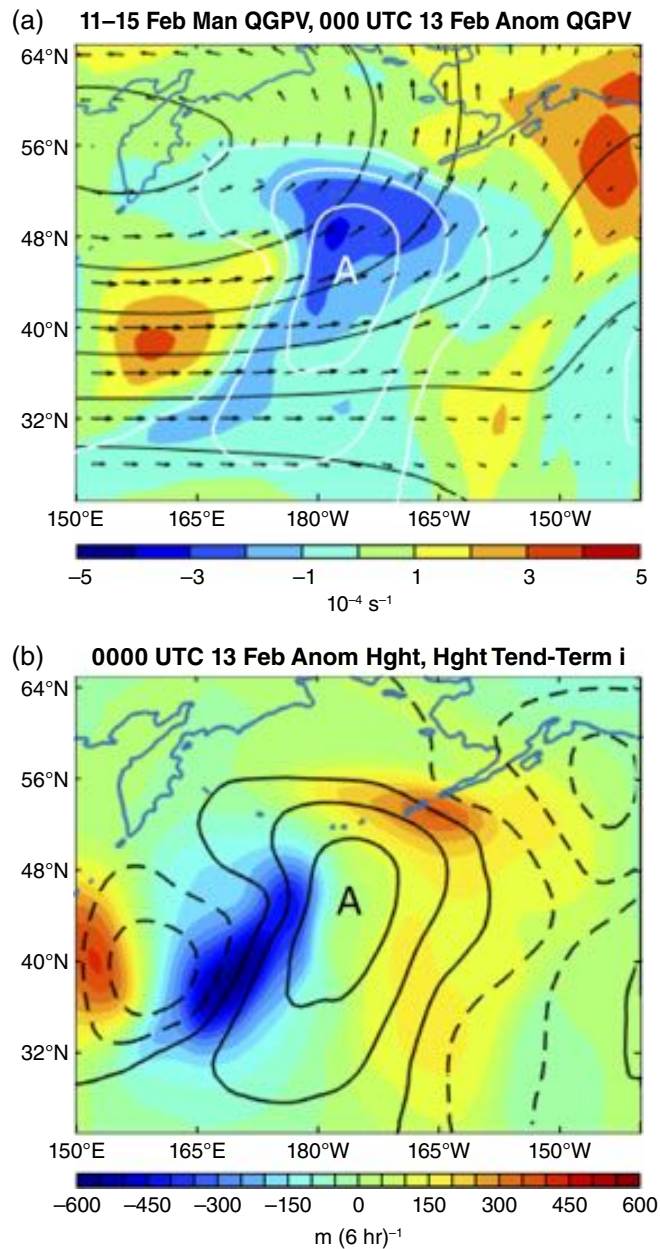 (a) 11–15 Feb Man QGPV, 000 UTC 13 Feb Anom QGPV
64°N
56°N
48°N
A
40°N
32°N
150°E 165°E 180°W 165°W 150°W
–5 –3 –1 1 3 5
10⁻⁴ s⁻¹
(b) 0000 UTC 13 Feb Anom Hght, Hght Tend-Term i
64°N
56°N
48°N
A
40°N
32°N
150°E 165°E 180°W 165°W 150°W
–600 –450 –300 –150 0 150 300 450 600
m (6 hr)⁻¹